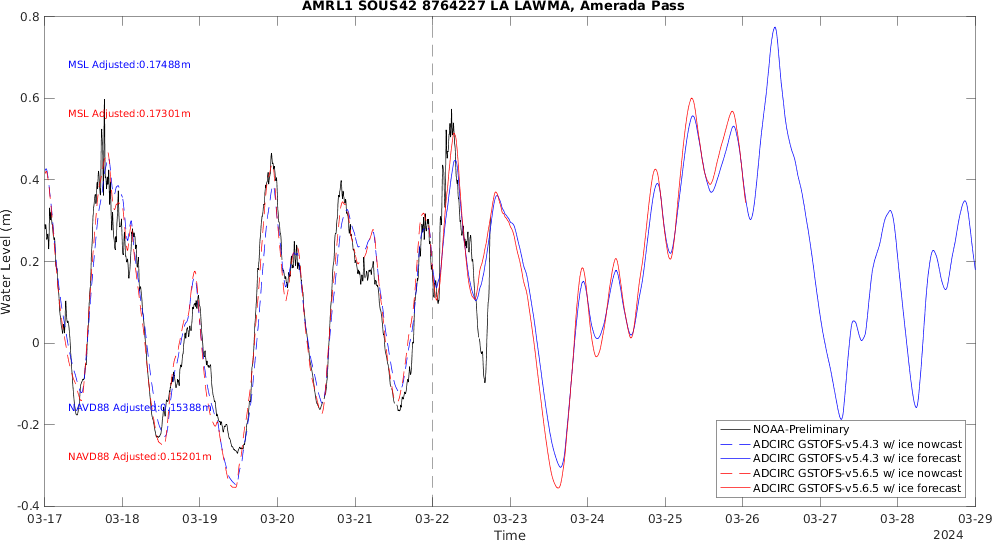 AMRL1 SOUS42 8764227 LA LAWMA, Amerada Pass
0.8
0.6
0.4
0.2
0
-0.2
-0.4
Water Level (m)
MSL Adjusted:0.17488m
MSL Adjusted:0.17301m
NAVD88 Adjusted:0.15388m
NAVD88 Adjusted:0.15201m
NOAA-Preliminary
ADCIRC GSTOFS-v5.4.3 w/ ice nowcast
ADCIRC GSTOFS-v5.4.3 w/ ice forecast
ADCIRC GSTOFS-v5.6.5 w/ ice nowcast
ADCIRC GSTOFS-v5.6.5 w/ ice forecast
03-17 03-18 03-19 03-20 03-21 03-22 03-23 03-24 03-25 03-26 03-27 03-28 03-29
Time
2024